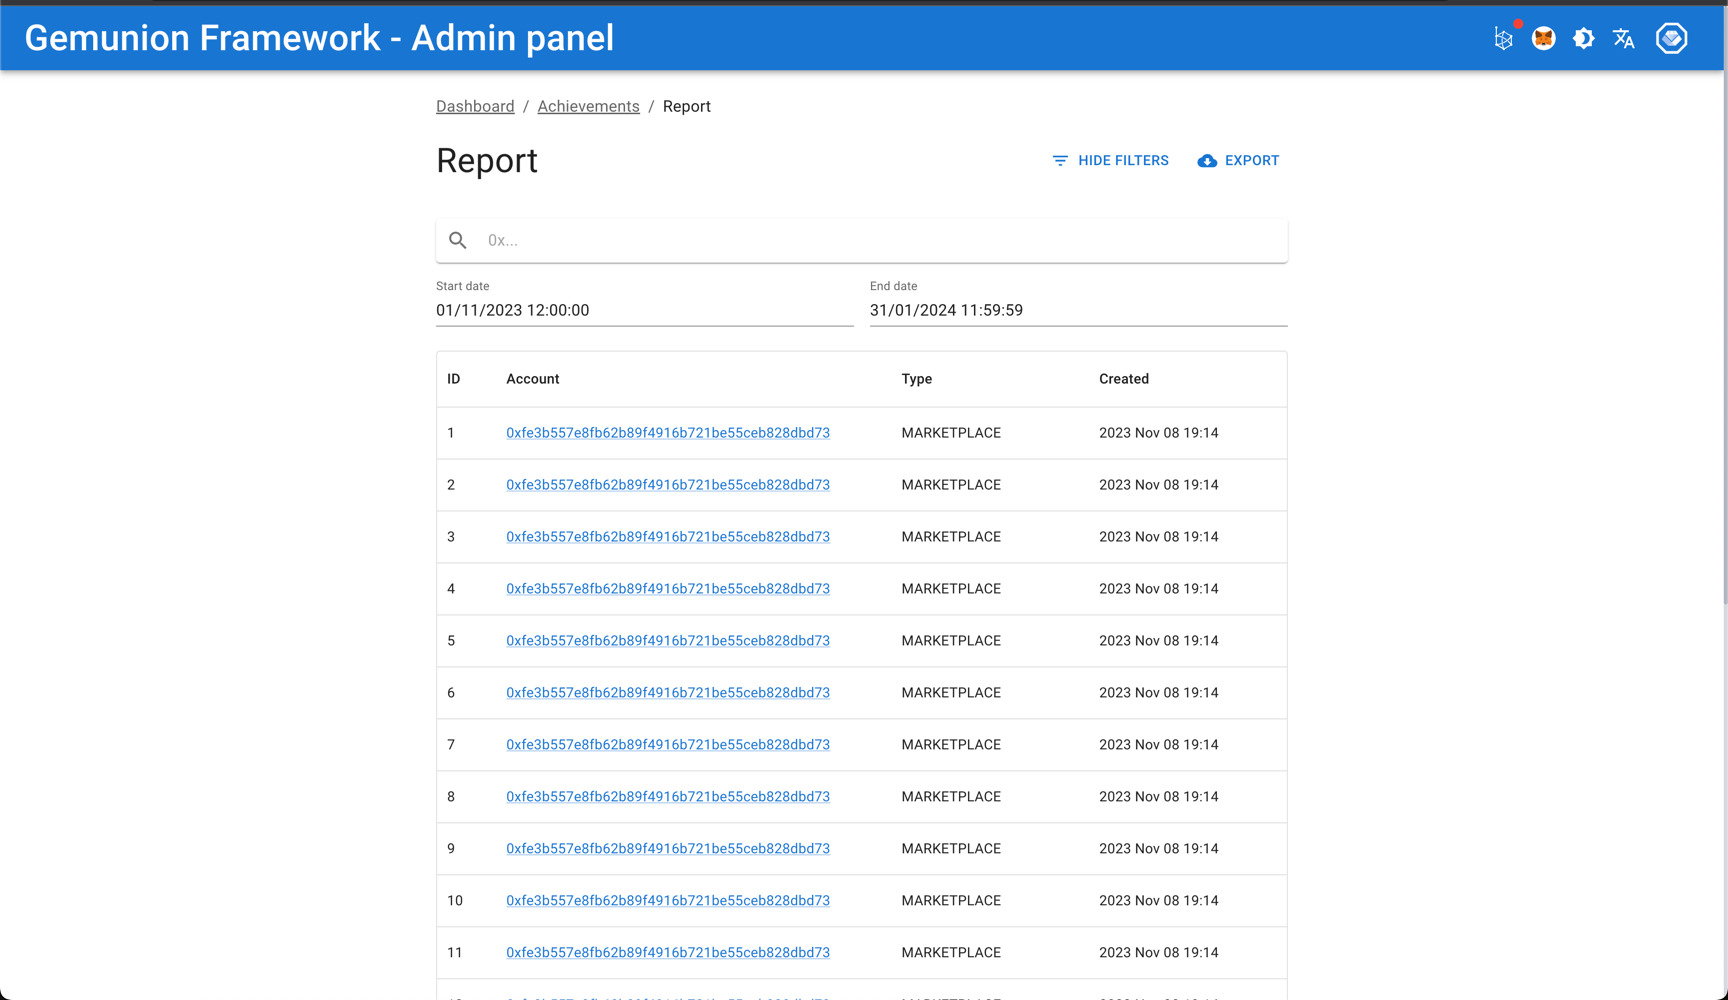 Gemunion Framework - Admin panel
Dashboard / Achievements / Report
Report
HIDE FILTERS
EXPORT
0x...
Start date
End date
01/11/2023 12:00:00
31/01/2024 11:59:59
ID Account Type Created
1 0xfe3b557e8fb62b89f4916b721be55ceb828dbd73 MARKETPLACE 2023 Nov 08 19:14
2 0xfe3b557e8fb62b89f4916b721be55ceb828dbd73 MARKETPLACE 2023 Nov 08 19:14
3 0xfe3b557e8fb62b89f4916b721be55ceb828dbd73 MARKETPLACE 2023 Nov 08 19:14
4 0xfe3b557e8fb62b89f4916b721be55ceb828dbd73 MARKETPLACE 2023 Nov 08 19:14
5 0xfe3b557e8fb62b89f4916b721be55ceb828dbd73 MARKETPLACE 2023 Nov 08 19:14
6 0xfe3b557e8fb62b89f4916b721be55ceb828dbd73 MARKETPLACE 2023 Nov 08 19:14
7 0xfe3b557e8fb62b89f4916b721be55ceb828dbd73 MARKETPLACE 2023 Nov 08 19:14
8 0xfe3b557e8fb62b89f4916b721be55ceb828dbd73 MARKETPLACE 2023 Nov 08 19:14
9 0xfe3b557e8fb62b89f4916b721be55ceb828dbd73 MARKETPLACE 2023 Nov 08 19:14
10 0xfe3b557e8fb62b89f4916b721be55ceb828dbd73 MARKETPLACE 2023 Nov 08 19:14
11 0xfe3b557e8fb62b89f4916b721be55ceb828dbd73 MARKETPLACE 2023 Nov 08 19:14